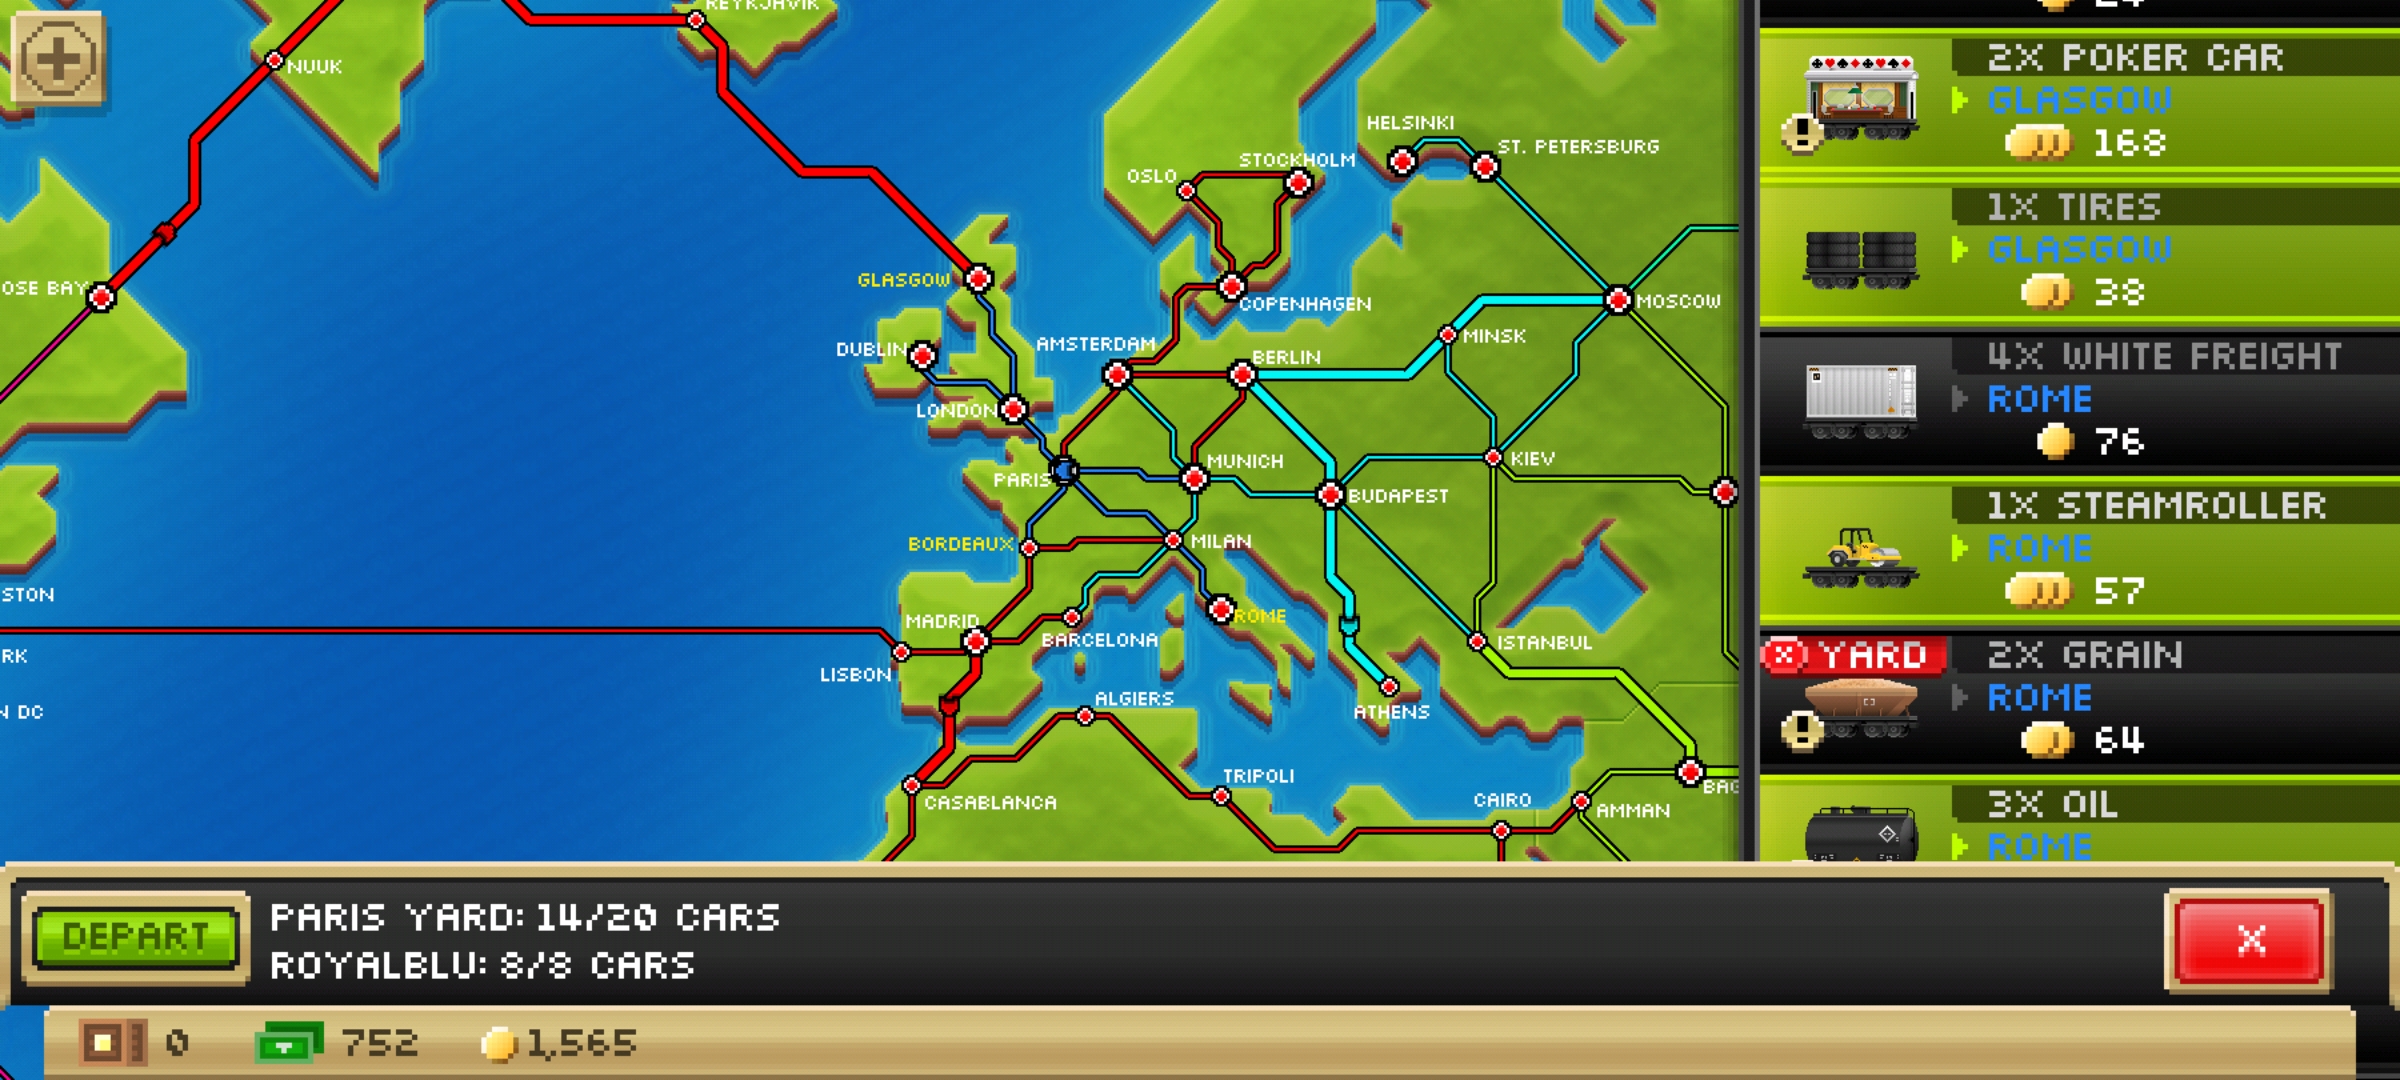 REYKJAVIK
NUUK
OSE BAY
STON
RK
N DC
HELSINKI
ST. PETERSBURG
STOCKHOLM
OSLO
COPENHAGEN
GLASGOW
DUBLIN
LONDON
AMSTERDAM
BERLIN
MOSCOW
MINSK
PARIS
MUNICH
KIEV
BUDAPEST
BORDEAUX
MILAN
MADRID
BARCELONA
ROME
LISBON
ISTANBUL
ATHENS
ALGIERS
CASABLANCA
TRIPOLI
CAIRO
AMMAN
BAG
24
2X POKER CAR
GLASGOW
168
1X TIRES
GLASGOW
38
4X WHITE FREIGHT
ROME
76
1X STEAMROLLER
ROME
57
X YARD
2X GRAIN
ROME
64
3X OIL
ROME
DEPART
PARIS YARD: 14/20 CARS
ROYALBLU: 8/8 CARS
X
0
752
1,565